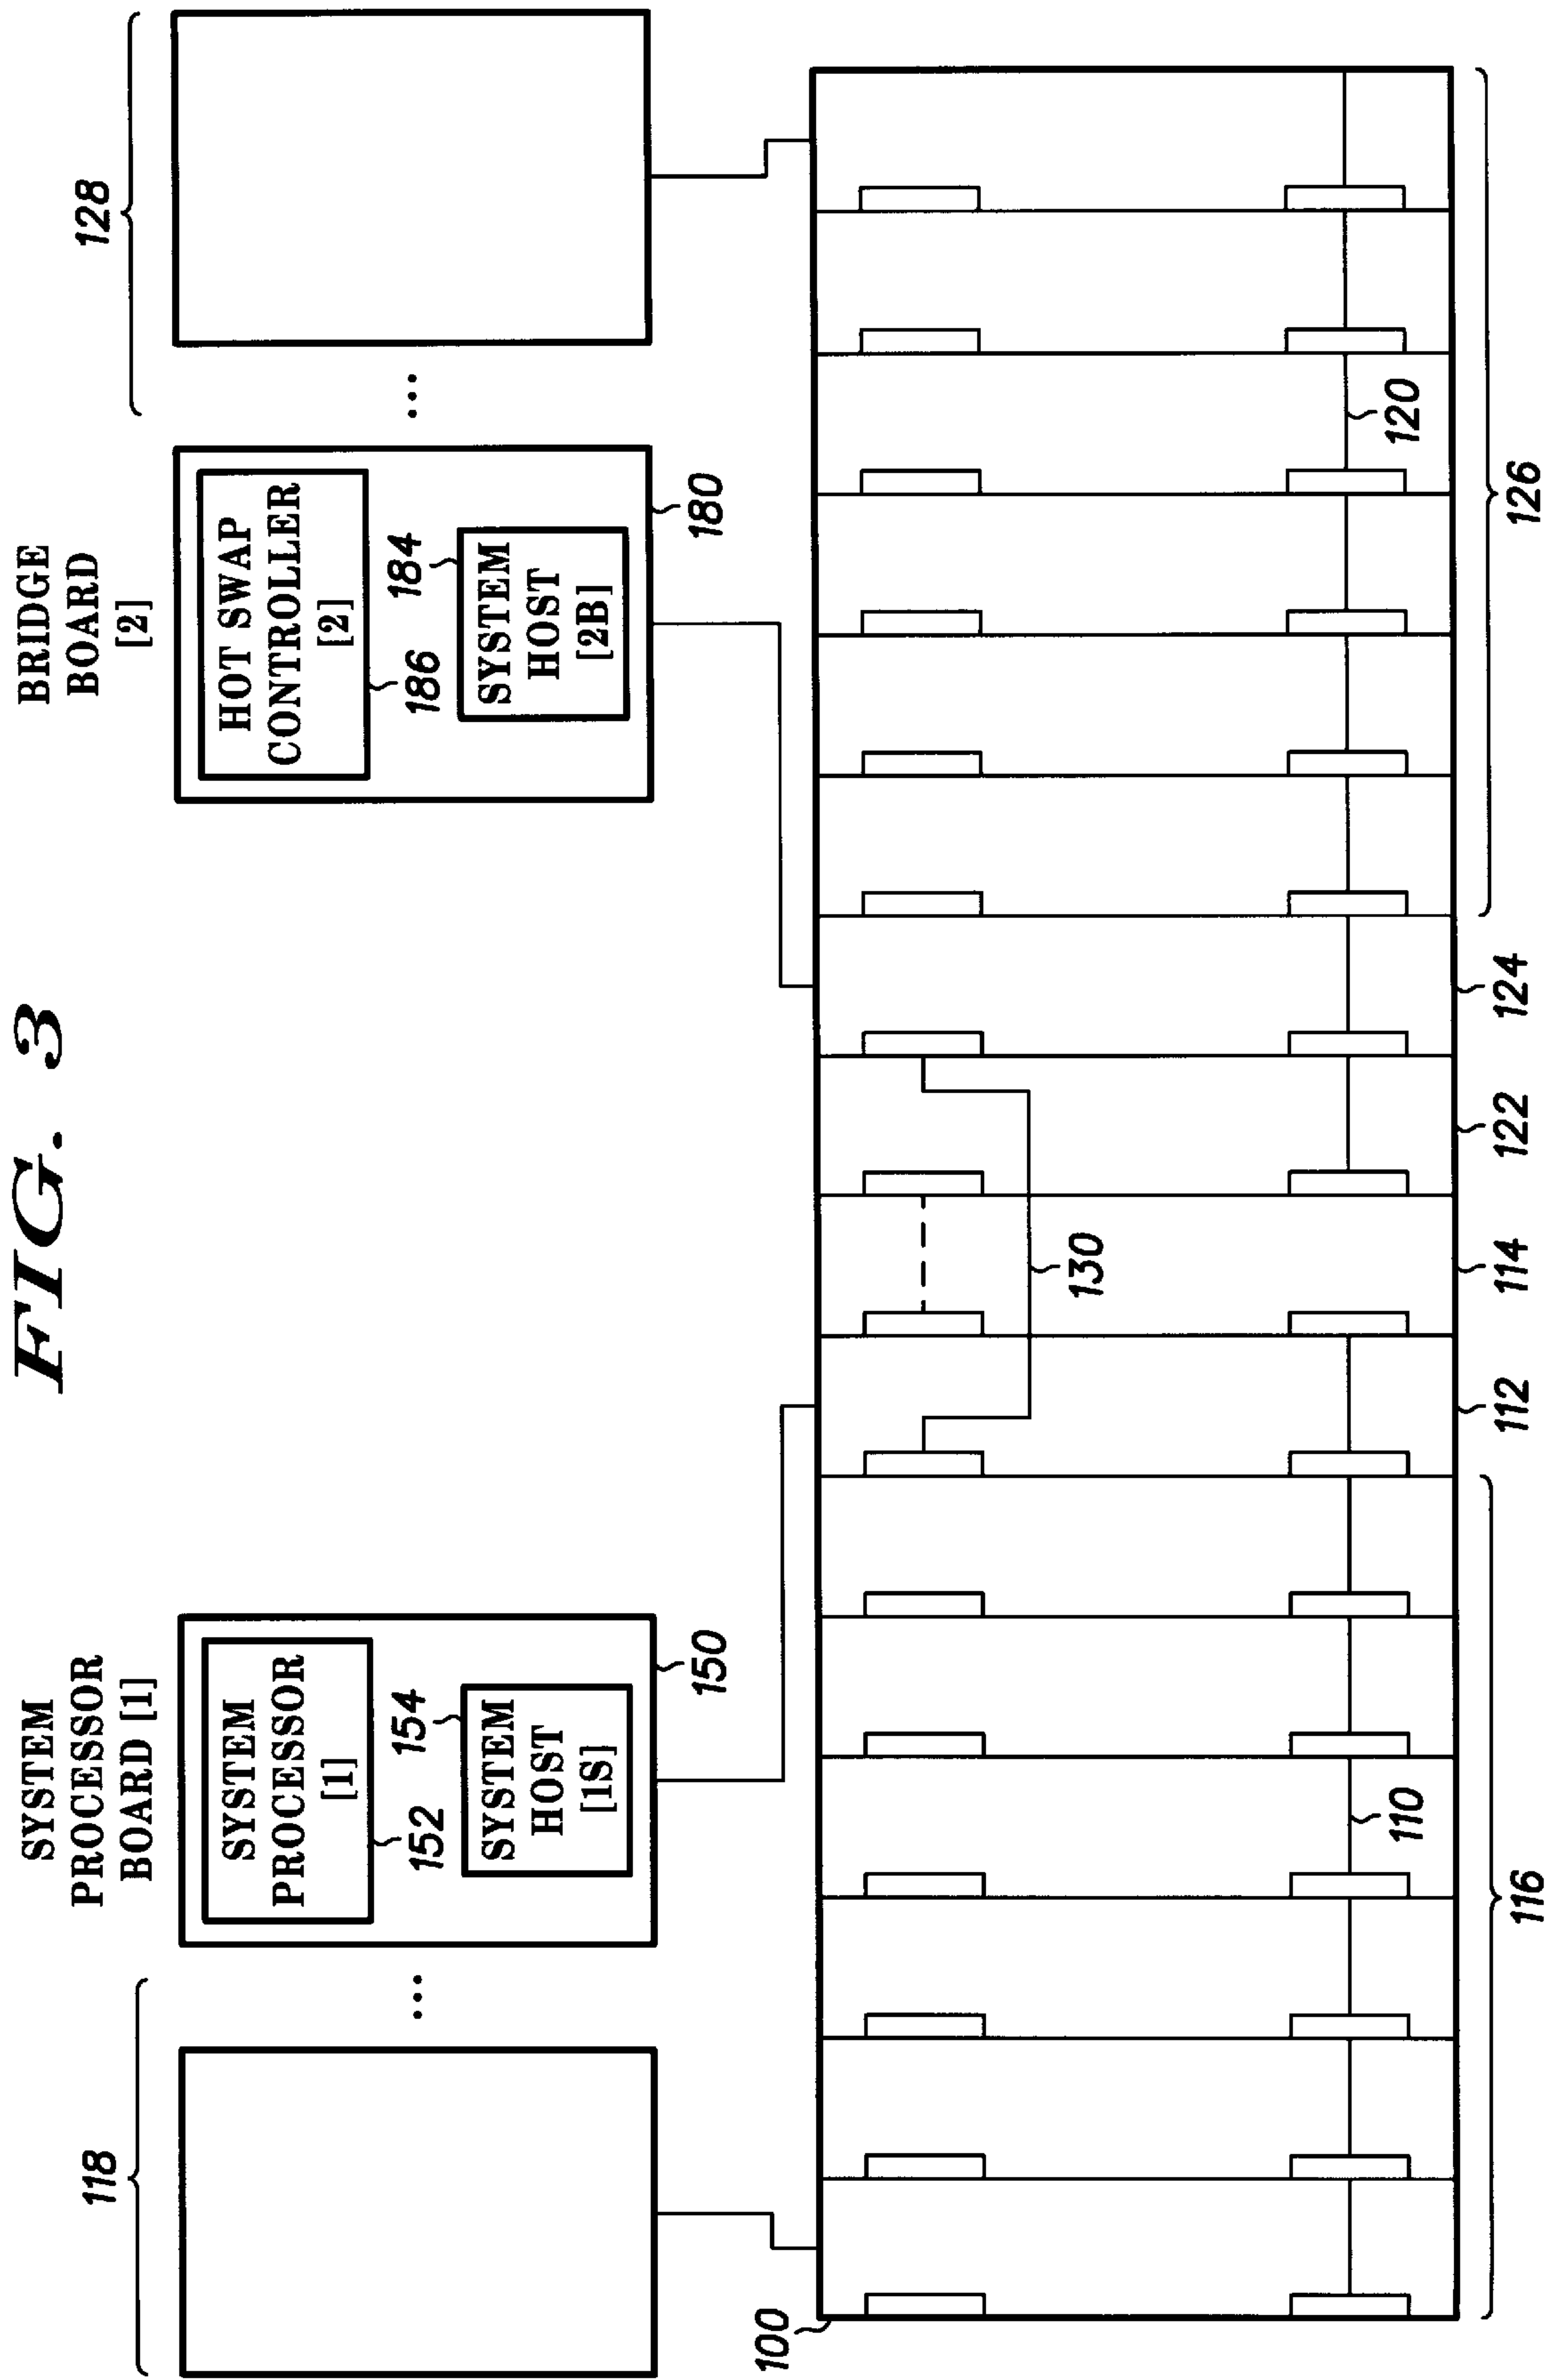 FIG. 3
SYSTEM
PROCESSOR
BOARD [1]
BRIDGE
BOARD
[2]
118
128
SYSTEM
PROCESSOR
[1]
152
154
SYSTEM
HOST
[1S]
150
HOT SWAP
CONTROLLER
[2]
186
184
SYSTEM
HOST
[2B]
180
...
...
100
130
110
120
116
112
114
122
124
126